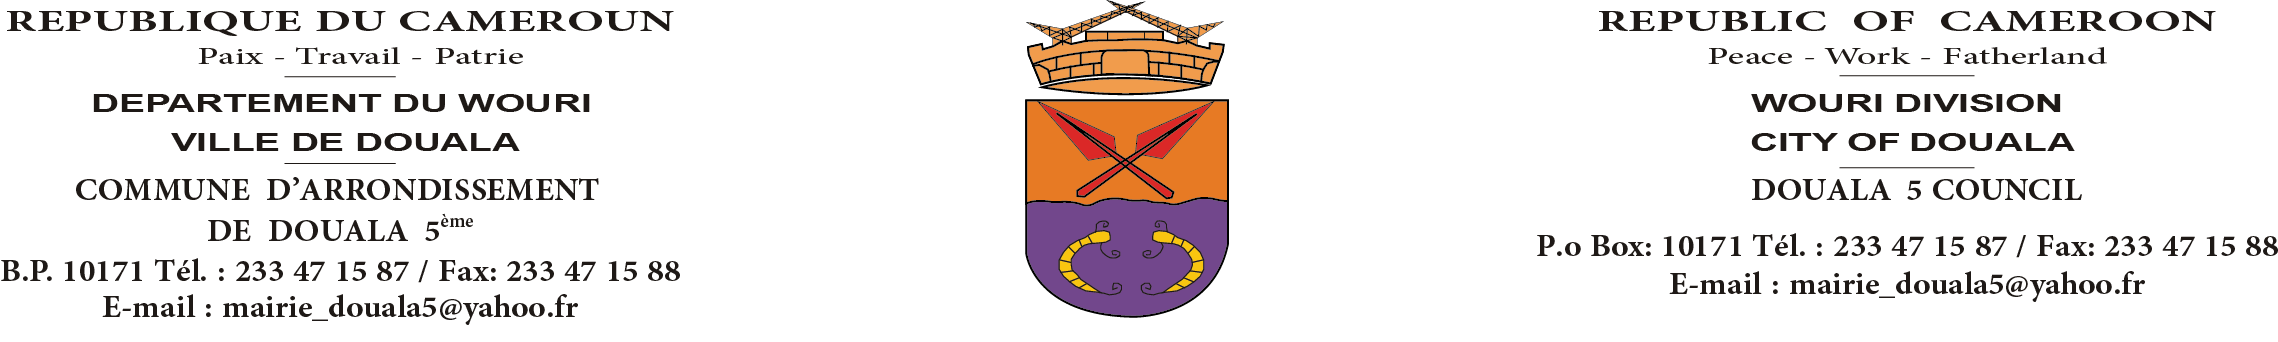 REPUBLIQUE DU CAMEROUN
Paix - Travail - Patrie
DEPARTEMENT DU WOURI
VILLE DE DOUALA
COMMUNE D’ARRONDISSEMENT
DE DOUALA 5ème
B.P. 10171 Tél. : 233 47 15 87 / Fax: 233 47 15 88
E-mail : mairie_douala5@yahoo.fr
REPUBLIC OF CAMEROON
Peace - Work - Fatherland
WOURI DIVISION
CITY OF DOUALA
DOUALA 5 COUNCIL
P.o Box: 10171 Tél. : 233 47 15 87 / Fax: 233 47 15 88
E-mail : mairie_douala5@yahoo.fr